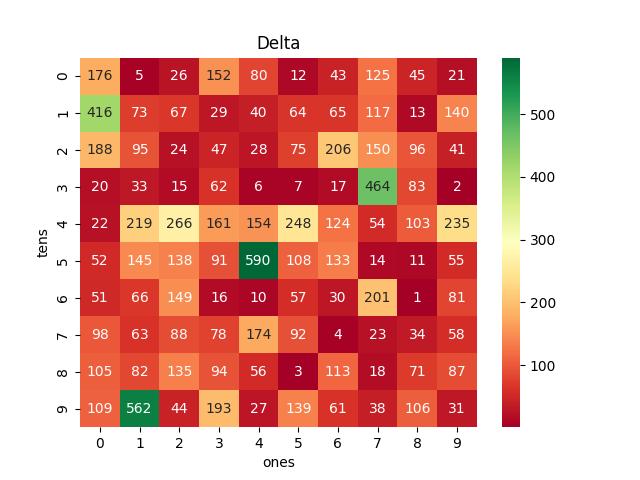 Delta
0 176 5 26 152 80 12 43 125 45 21
1 416 73 67 29 40 64 65 117 13 140
2 188 95 24 47 28 75 206 150 96 41
3 20 33 15 62 6 7 17 464 83 2
4 22 219 266 161 154 248 124 54 103 235
5 52 145 138 91 590 108 133 14 11 55
6 51 66 149 16 10 57 30 201 1 81
7 98 63 88 78 174 92 4 23 34 58
8 105 82 135 94 56 3 113 18 71 87
9 109 562 44 193 27 139 61 38 106 31
0 1 2 3 4 5 6 7 8 9
ones
tens
500
400
300
200
100